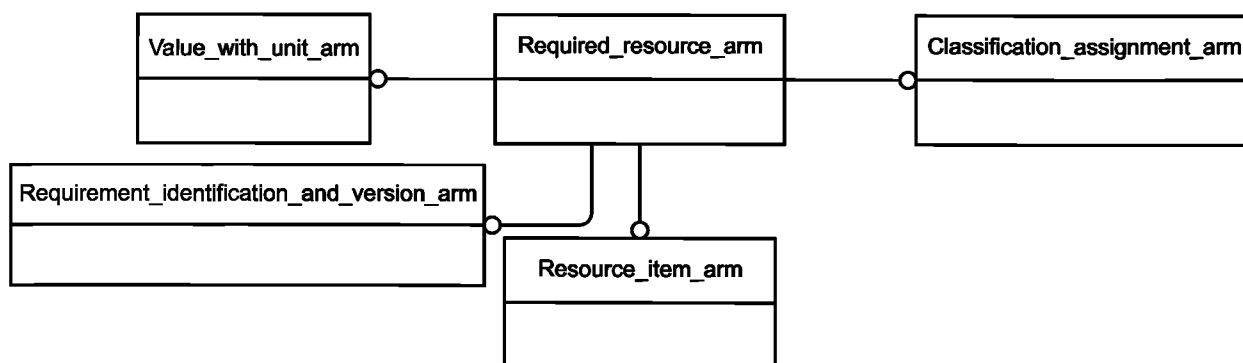 Value_with_unit_arm
Required_resource_arm
Classification_assignment_arm
Requirement_identification_and_version_arm
Resource_item_arm